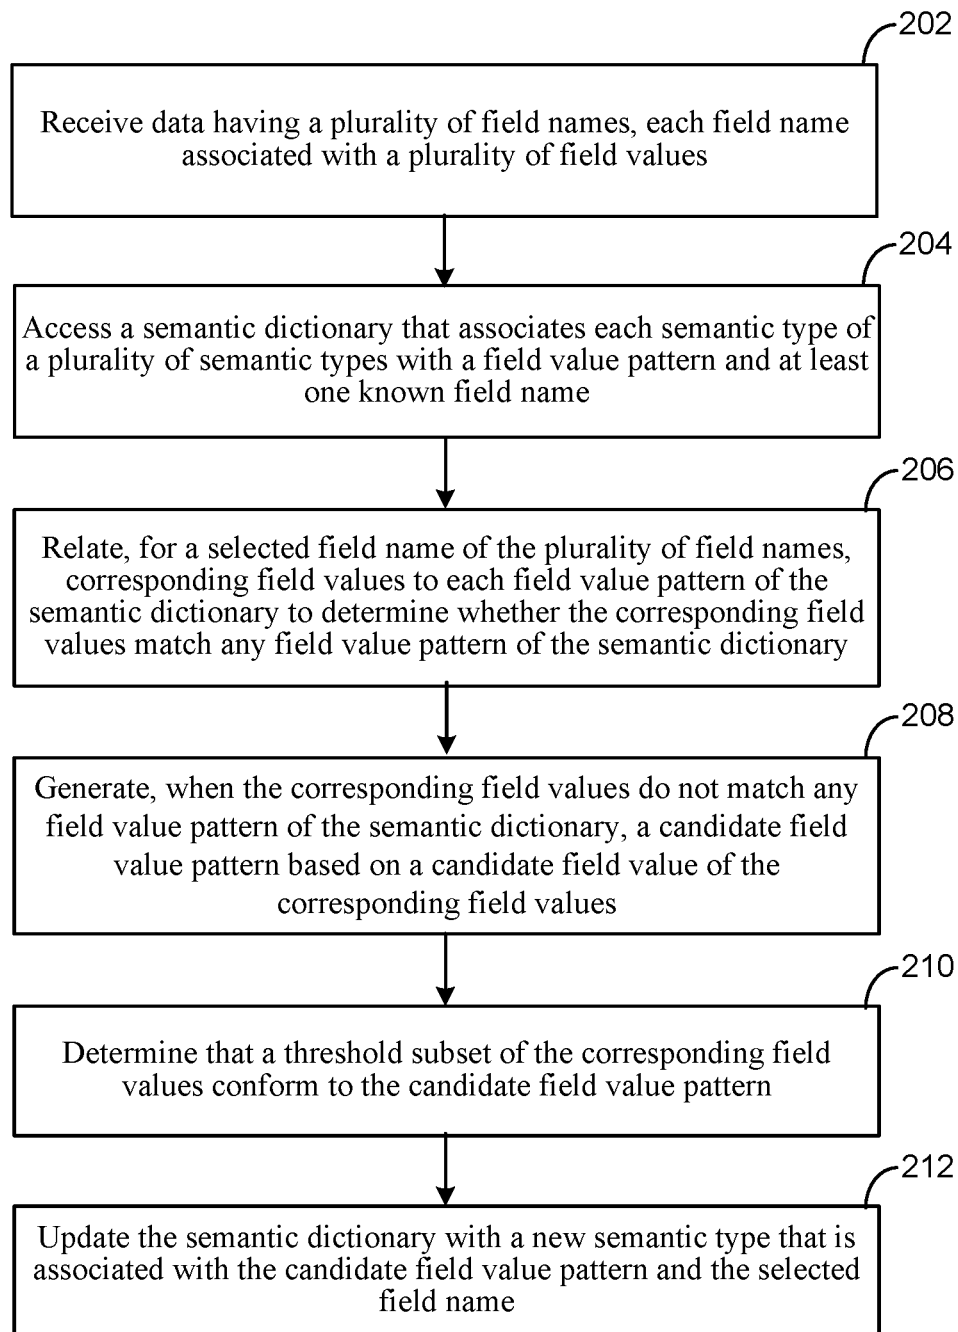 202
Receive data having a plurality of field names, each field name
associated with a plurality of field values
204
Access a semantic dictionary that associates each semantic type of
a plurality of semantic types with a field value pattern and at least
one known field name
206
Relate, for a selected field name of the plurality of field names,
corresponding field values to each field value pattern of the
semantic dictionary to determine whether the corresponding field
values match any field value pattern of the semantic dictionary
208
Generate, when the corresponding field values do not match any
field value pattern of the semantic dictionary, a candidate field
value pattern based on a candidate field value of the
corresponding field values
210
Determine that a threshold subset of the corresponding field
values conform to the candidate field value pattern
212
Update the semantic dictionary with a new semantic type that is
associated with the candidate field value pattern and the selected
field name